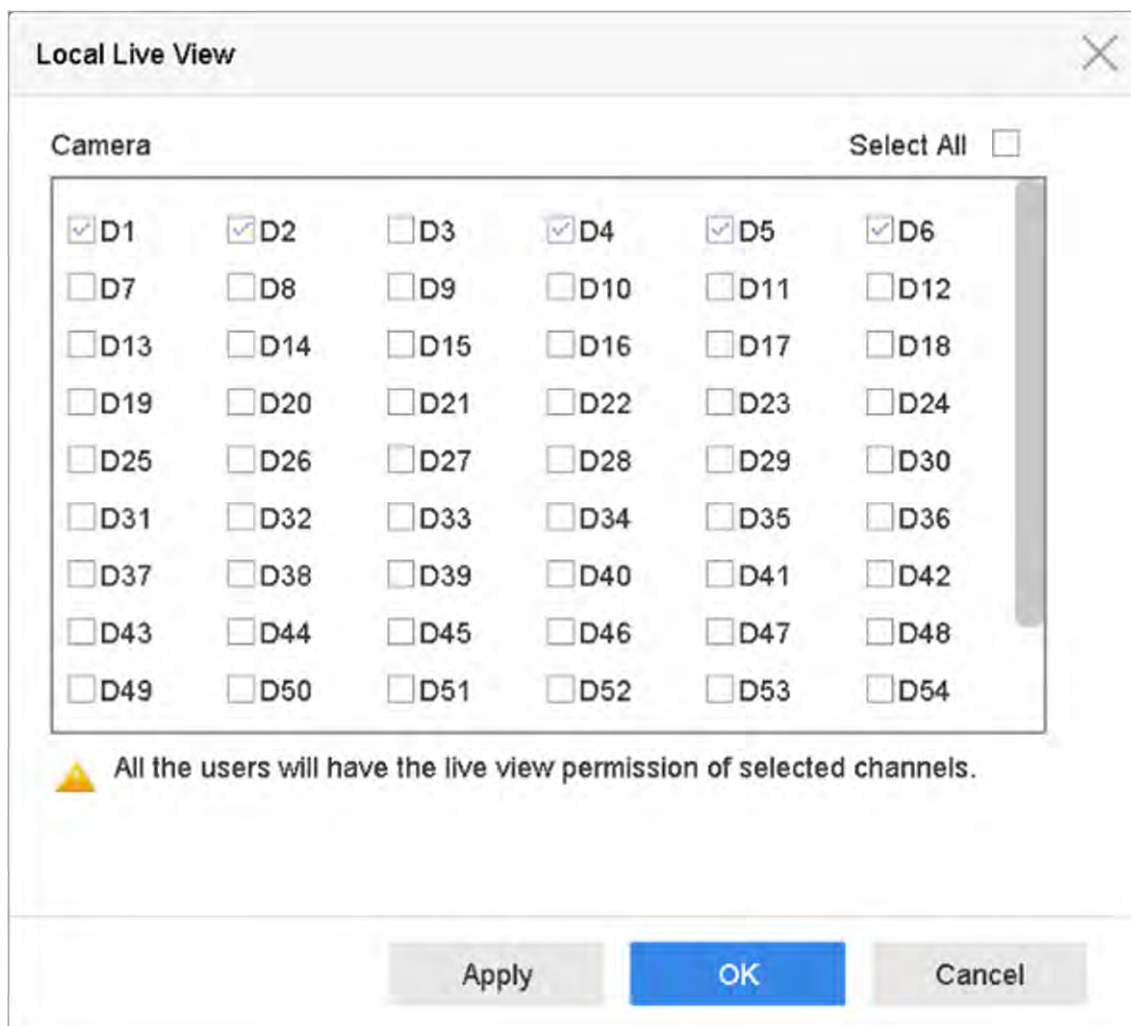 Local Live View
Camera Select All
D1 D2 D3 D4 D5 D6
D7 D8 D9 D10 D11 D12
D13 D14 D15 D16 D17 D18
D19 D20 D21 D22 D23 D24
D25 D26 D27 D28 D29 D30
D31 D32 D33 D34 D35 D36
D37 D38 D39 D40 D41 D42
D43 D44 D45 D46 D47 D48
D49 D50 D51 D52 D53 D54
All the users will have the live view permission of selected channels.
Apply OK Cancel